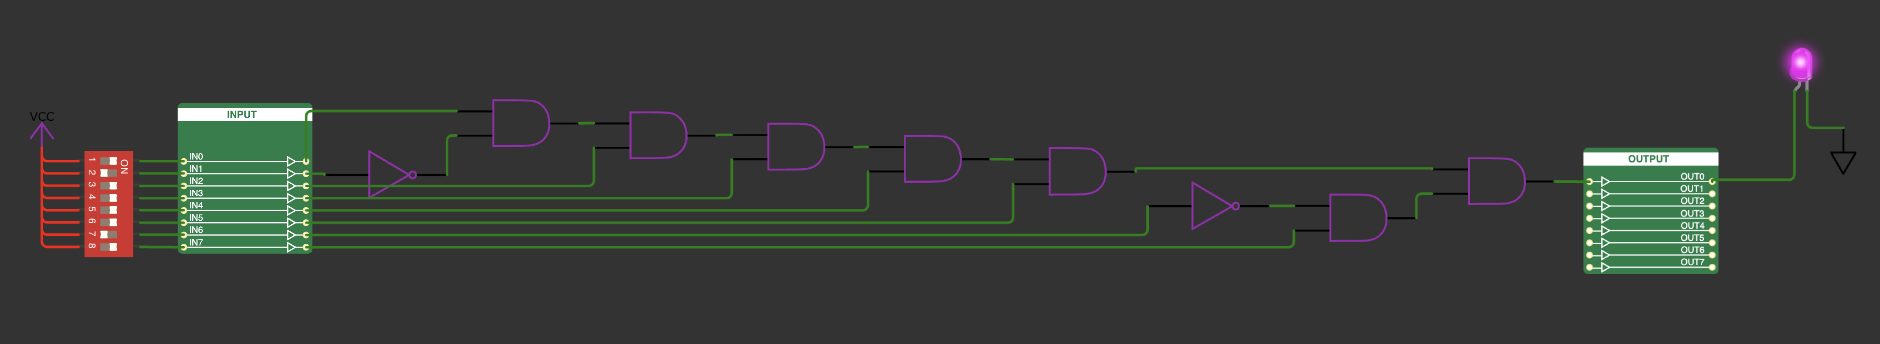 VCC
1
2
3
4
5
6
7
8
ON
INPUT
IN0
IN1
IN2
IN3
IN4
IN5
IN6
IN7
OUTPUT
OUT0
OUT1
OUT2
OUT3
OUT4
OUT5
OUT6
OUT7